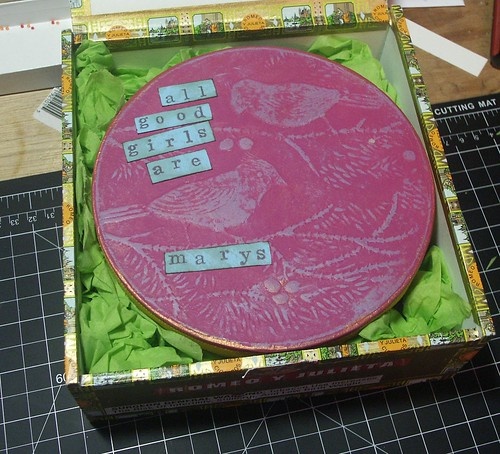 all
good
girls
are
marys
CUTTING MAT
ROMEO Y JULIETA